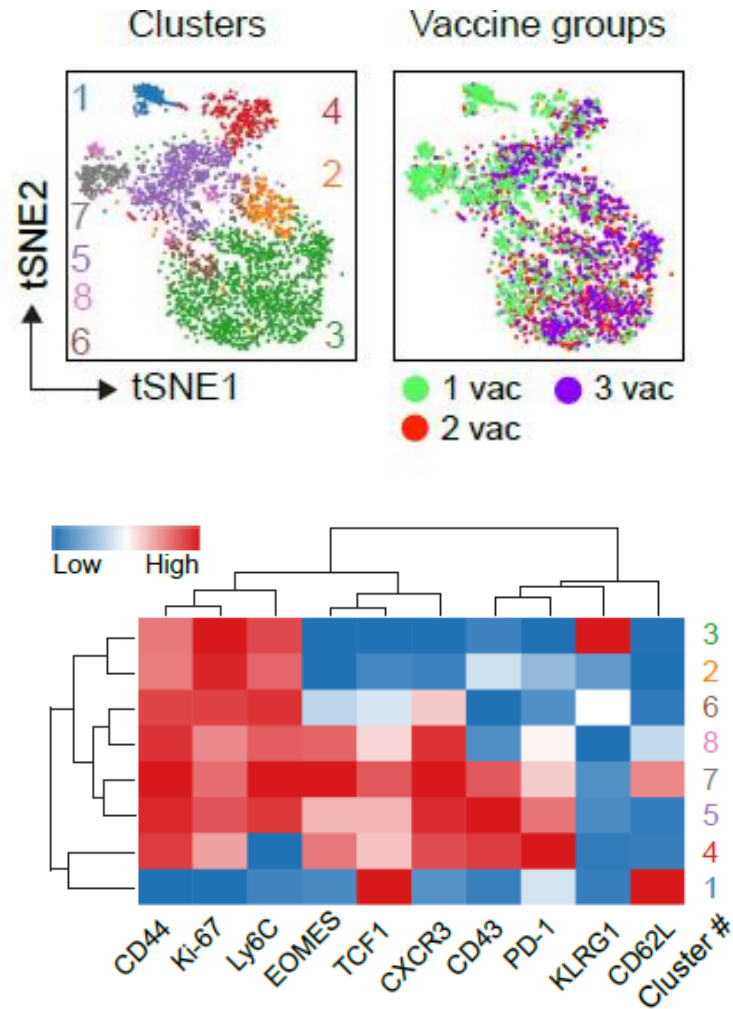 Clusters
Vaccine groups
1
4
2
7
5
8
6
3
tSNE2
tSNE1
1 vac
3 vac
2 vac
Low
High
3
2
6
8
7
5
4
1
CD44
Ki-67
Ly6C
EOMES
TCF1
CXCR3
CD43
PD-1
KLRG1
CD62L
Cluster #